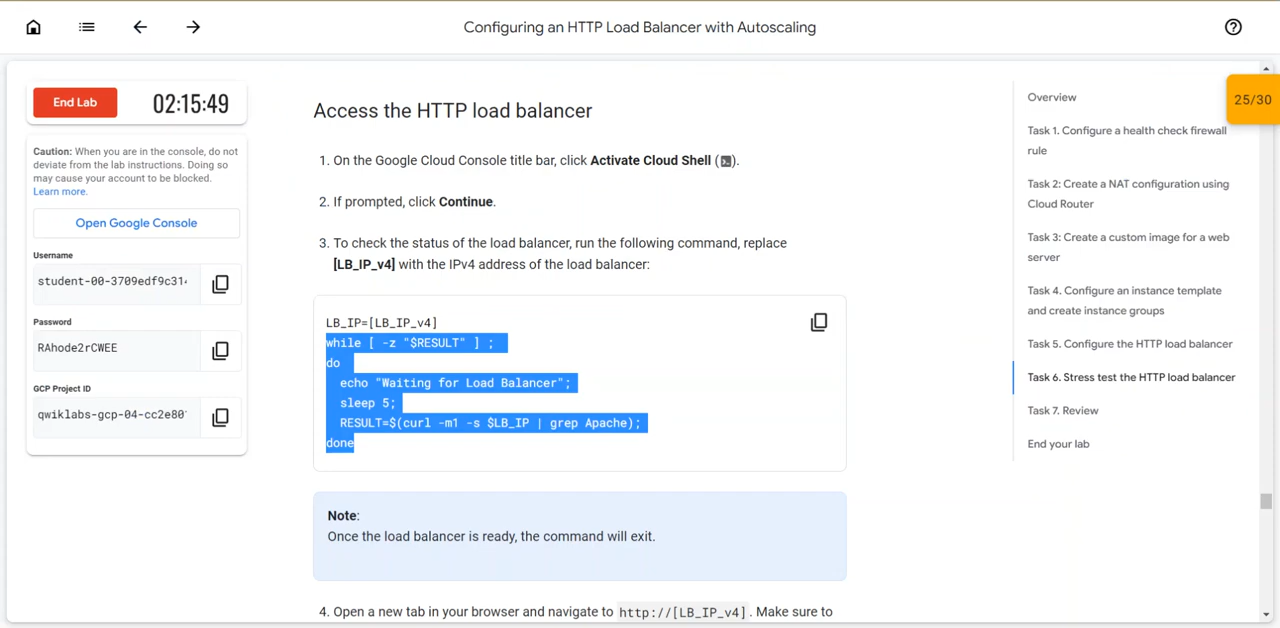 Configuring an HTTP Load Balancer with Autoscaling
End Lab
02:15:49
Caution: When you are in the console, do not
deviate from the lab instructions. Doing so
may cause your account to be blocked.
Learn more.
Open Google Console
Username
student-00-3709edf9c31
Password
RAhode2rCWEE
GCP Project ID
qwiklabs-gcp-04-cc2e80
Access the HTTP load balancer
1. On the Google Cloud Console title bar, click Activate Cloud Shell ( ).
2. If prompted, click Continue.
3. To check the status of the load balancer, run the following command, replace
[LB_IP_v4] with the IPv4 address of the load balancer:
LB_IP=[LB_IP_v4]
while [ -z "$RESULT" ] ;
do
  echo "Waiting for Load Balancer";
  sleep 5;
  RESULT=$(curl -m1 -s $LB_IP | grep Apache);
done
Note:
Once the load balancer is ready, the command will exit.
4. Open a new tab in your browser and navigate to http://[LB_IP_v4]. Make sure to
Overview
Task 1. Configure a health check firewall
rule
Task 2: Create a NAT configuration using
Cloud Router
Task 3: Create a custom image for a web
server
Task 4. Configure an instance template
and create instance groups
Task 5. Configure the HTTP load balancer
Task 6. Stress test the HTTP load balancer
Task 7. Review
End your lab
25/30